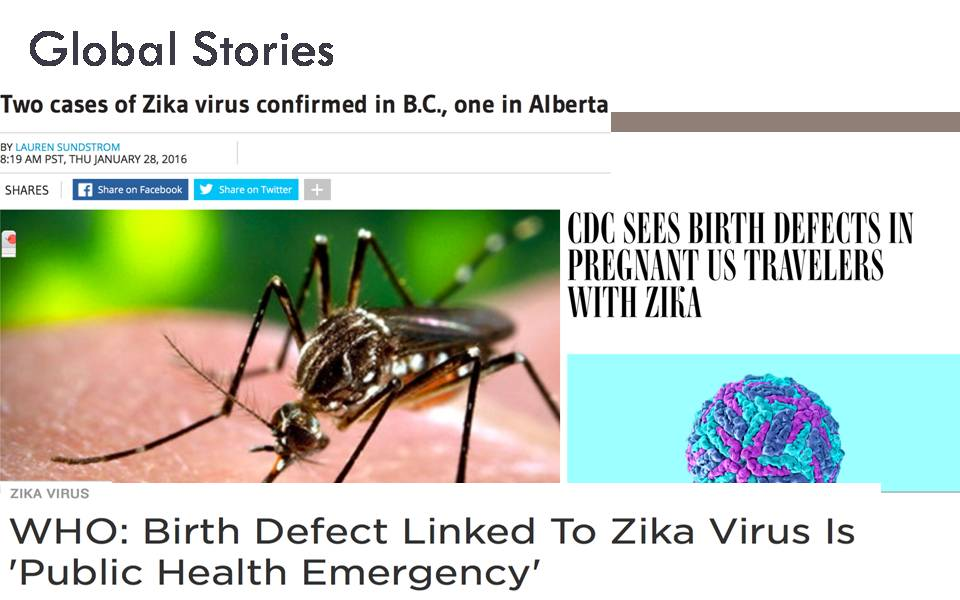 Global Stories
Two cases of Zika virus confirmed in B.C., one in Alberta
BY LAUREN SUNDSTROM
8:19 AM PST, THU JANUARY 28, 2016
SHARES Share on Facebook Share on Twitter +
CDC SEES BIRTH DEFECTS IN
PREGNANT US TRAVELERS
WITH ZIKA
ZIKA VIRUS
WHO: Birth Defect Linked To Zika Virus Is
'Public Health Emergency'